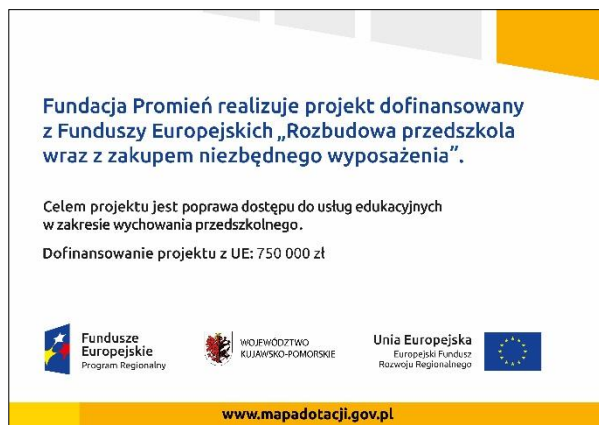 Fundacja Promień realizuje projekt dofinansowany
z Funduszy Europejskich „Rozbudowa przedszkola
wraz z zakupem niezbędnego wyposażenia”.
Celem projektu jest poprawa dostępu do usług edukacyjnych
w zakresie wychowania przedszkolnego.
Dofinansowanie projektu z UE: 750 000 zł
Fundusze
Europejskie
Program Regionalny
WOJEWÓDZTWO
KUJAWSKO-POMORSKIE
Unia Europejska
Europejski Fundusz
Rozwoju Regionalnego
www.mapadotacji.gov.pl